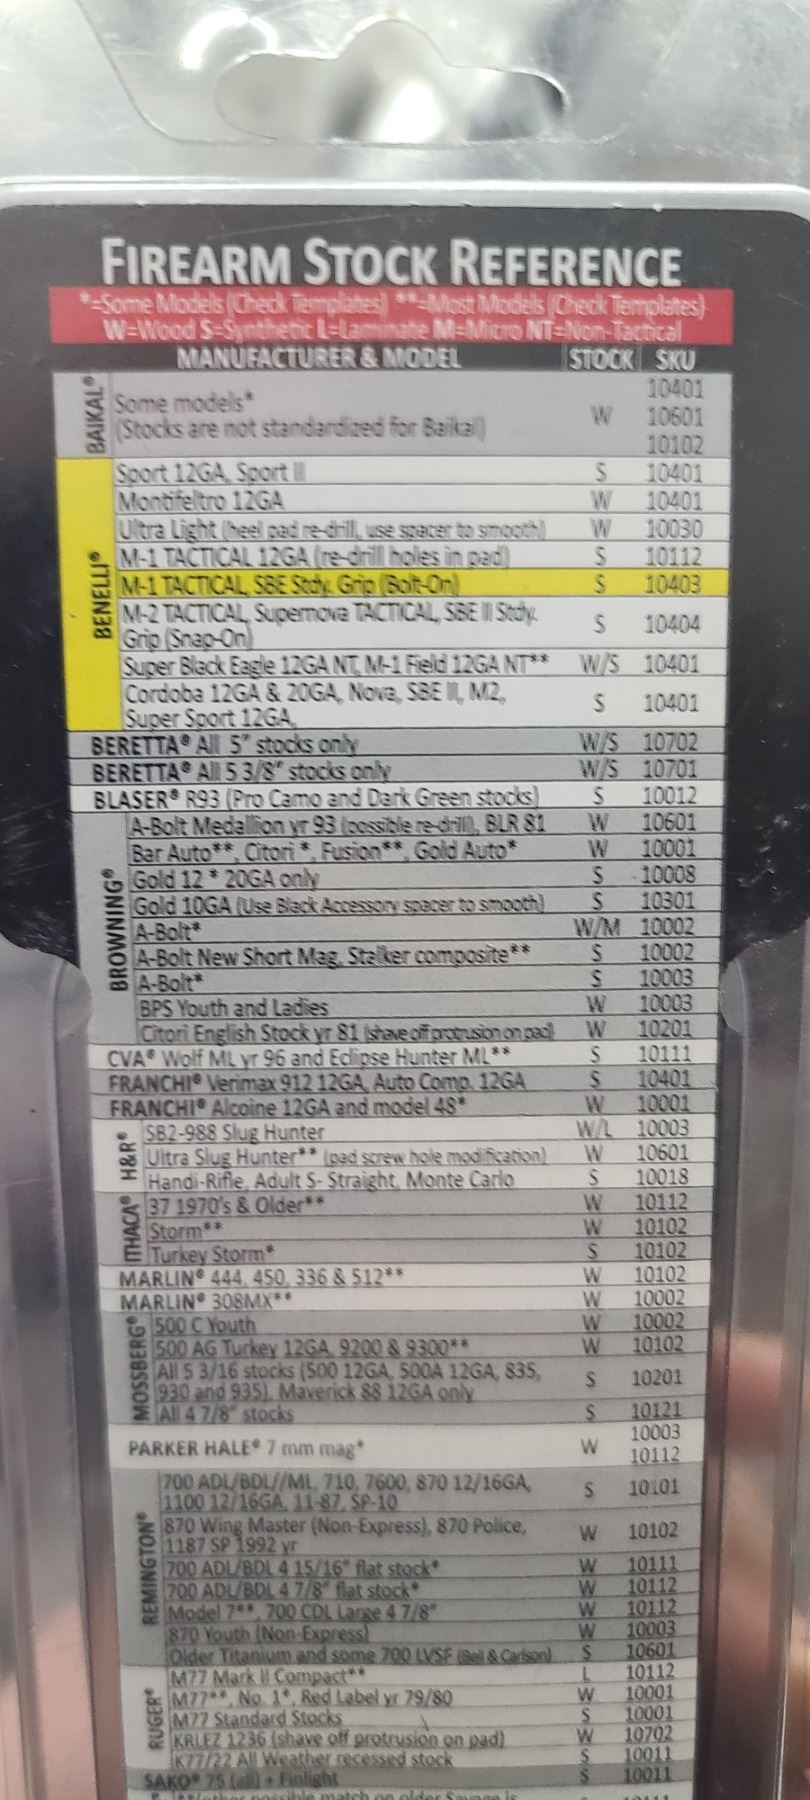 FIREARM STOCK REFERENCE
*=Some Models (Check Templates) **=Most Models (Check Templates)
W=Wood S=Synthetic L=Laminate M=Micro NT=Non-Tactical
MANUFACTURER & MODEL STOCK SKU
BAIKAL®
Some models*
(Stocks are not standardized for Baikal) W
10401
10601
10102
BENELLI®
Sport 12GA, Sport II S 10401
Montifeltro 12GA W 10401
Ultra Light (heel pad re-drill, use spacer to smooth) W 10030
M-1 TACTICAL 12GA (re-drill holes in pad) S 10112
M-1 TACTICAL, SBE Stdy. Grip (Bolt-On) S 10403
M-2 TACTICAL, Supernova TACTICAL, SBE II Stdy.
Grip (Snap-On) S 10404
Super Black Eagle 12GA NT, M-1 Field 12GA NT** W/S 10401
Cordoba 12GA & 20GA, Nova, SBE II, M2,
Super Sport 12GA, S 10401
BERETTA® All 5" stocks only W/S 10702
BERETTA® All 5 3/8" stocks only W/S 10701
BLASER® R93 (Pro Camo and Dark Green stocks) S 10012
BROWNING®
A-Bolt Medallion yr 93 (possible re-drill), BLR 81 W 10601
Bar Auto**, Citori *, Fusion**, Gold Auto* W 10001
Gold 12 * 20GA only S 10008
Gold 10GA (Use Black Accessory spacer to smooth) S 10301
A-Bolt* W/M 10002
A-Bolt New Short Mag, Stalker composite** S 10002
A-Bolt* S 10003
BPS Youth and Ladies W 10003
Citori English Stock yr 81 (shave off protrusion on pad) W 10201
CVA® Wolf ML yr 96 and Eclipse Hunter ML** S 10111
FRANCHI® Verimax 912 12GA, Auto Comp. 12GA S 10401
FRANCHI® Alcoine 12GA and model 48* W 10001
H&R®
SB2-988 Slug Hunter W/L 10003
Ultra Slug Hunter** (pad screw hole modification) W 10601
Handi-Rifle, Adult S- Straight, Monte Carlo S 10018
ITHACA®
37 1970's & Older** W 10112
Storm** W 10102
Turkey Storm* S 10102
MARLIN® 444, 450, 336 & 512** W 10102
MARLIN® 308MX** W 10002
MOSSBERG®
500 C Youth W 10002
500 AG Turkey 12GA, 9200 & 9300** W 10102
All 5 3/16 stocks (500 12GA, 500A 12GA, 835,
930 and 935), Maverick 88 12GA only S 10201
All 4 7/8" stocks S 10121
PARKER HALE® 7 mm mag* W
10003
10112
REMINGTON®
700 ADL/BDL//ML, 710, 7600, 870 12/16GA,
1100 12/16GA, 11-87, SP-10 S 10101
870 Wing Master (Non-Express), 870 Police,
1187 SP 1992 yr W 10102
700 ADL/BDL 4 15/16" flat stock* W 10111
700 ADL/BDL 4 7/8" flat stock* W 10112
Model 7**, 700 CDL Large 4 7/8" W 10112
870 Youth (Non-Express) W 10003
Older Titanium and some 700 LVSF (Bell & Carlson) S 10601
RUGER®
M77 Mark II Compact** L 10112
M77**, No. 1*, Red Label yr 79/80 W 10001
M77 Standard Stocks S 10001
KRLEZ 1236 (shave off protrusion on pad) W 10702
K77/22 All Weather recessed stock S 10011
SAKO® 75 (all) + Finlight S 10011
possible match on older Savage is